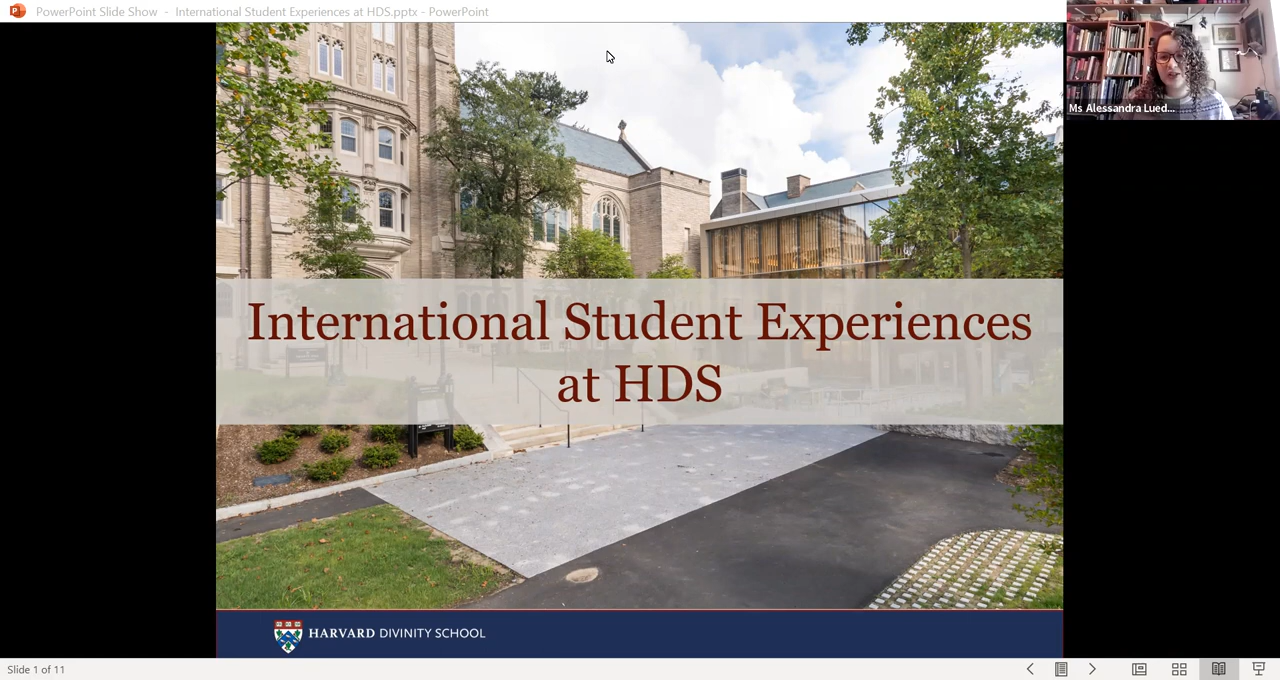 PowerPoint Slide Show - International Student Experiences at HDS.pptx - PowerPoint
Ms Alessandra Lued...
International Student Experiences
at HDS
HARVARD DIVINITY SCHOOL
Slide 1 of 11